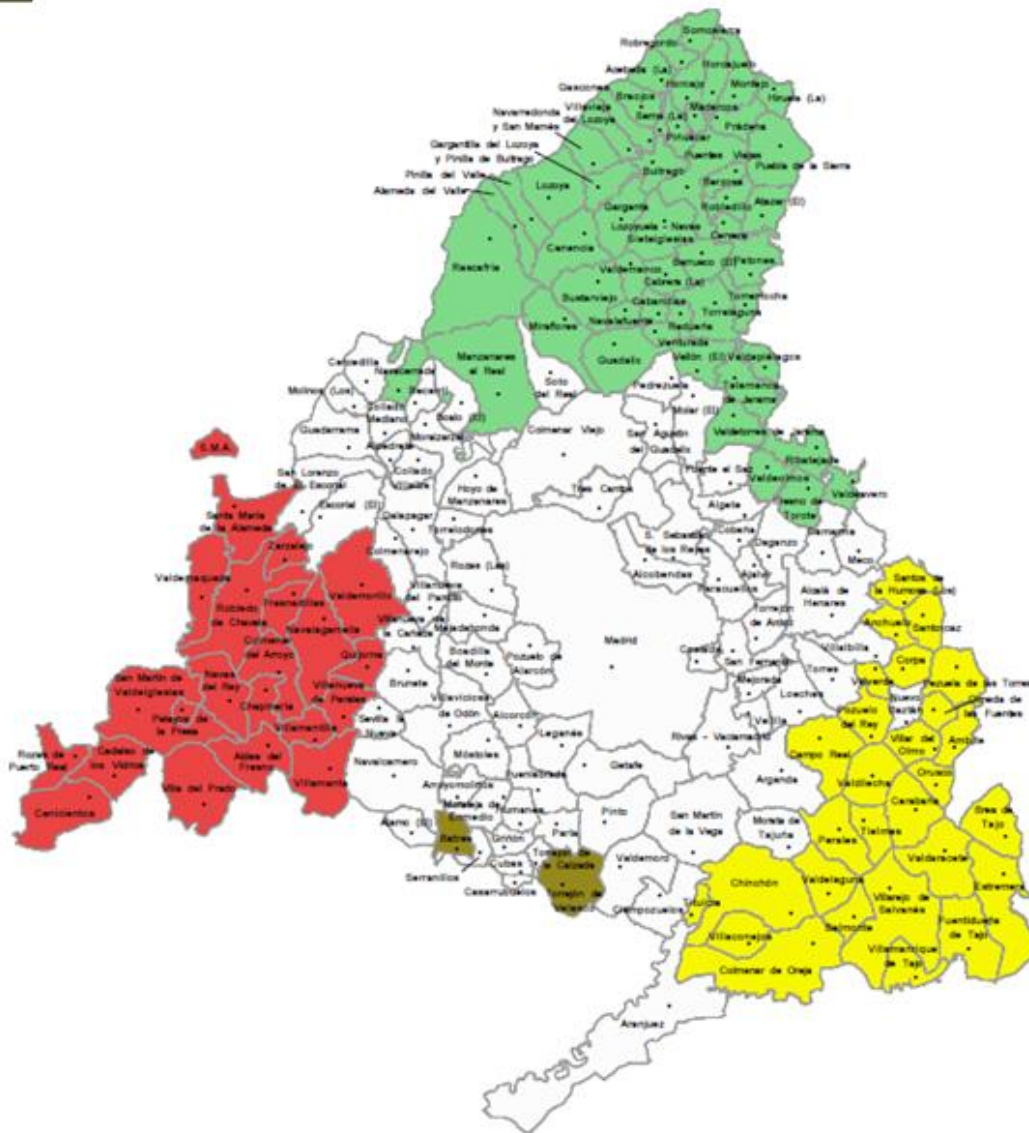 Somosierra
Robregordo
Acebeda (La)
Horcajuelo
Gascones
Horcajo
Montejo
Hiruela (La)
Braojos
Madarcos
Villavieja
del Lozoya
Serna (La)
Prádena
Navarredonda
y San Mamés
Piñuécar
Gargantilla del Lozoya
y Pinilla de Buitrago
Puentes Viejas
Puebla de la Sierra
Pinilla del Valle
Buitrago
Alameda del Valle
Lozoya
Berzosa
Robledillo
Atazar (El)
Garganta
Lozoyuela - Navas
Sieteiglesias
Cervera
Canencia
Rascafría
Berrueco (El)
Patones
Valdemanco
Cabrera (La)
Bustarviejo
Cabanillas
Torremocha
Torrelaguna
Miraflores
Navalafuente
Redueña
Venturada
Guadalix
Vellón (El)
Valdepiélagos
Cercedilla
Navacerrada
Manzanares
el Real
Soto
del Real
Pedrezuela
Talamanca
de Jarama
Molinos (Los)
Becerril
Collado
Mediano
Boalo (El)
Molar (El)
Guadarrama
Moralzarzal
Colmenar Viejo
San Agustín
del Guadalix
Valdetorres de Jarama
Alpedrete
S.M.A.
Collado
Villalba
Ribatejada
San Lorenzo
de El Escorial
Fuente el Saz
Valdeolmos
Valdeavero
Hoyo de
Manzanares
Tres Cantos
Fresno de
Torote
Escorial (El)
Santa María
de la Alameda
Galapagar
Algete
Torrelodones
Cobeña
Zarzalejo
Colmenarejo
S. Sebastián
de los Reyes
Daganzo
Camarma
Meco
Rozas (Las)
Valdemaqueda
Fresnedillas
Valdemorillo
Villanueva
del Pardillo
Alcobendas
Ajalvir
Paracuellos
Alcalá de
Henares
Santos de
la Humosa (Los)
Robledo
de Chavela
Navalagamella
Villanueva de
la Cañada
Majadahonda
Torrejón
de Ardoz
Anchuelo
Santorcaz
Colmenar
del Arroyo
Quijorna
Boadilla
del Monte
Pozuelo de
Alarcón
Madrid
Coslada
San Fernando
Villalbilla
Corpa
San Martín de
Valdeiglesias
Navas
del Rey
Villanueva
de Perales
Brunete
Mejorada
Torres
Valverde
Pezuela de las Torres
Chapinería
Villaviciosa
de Odón
Loeches
Nuevo
Baztán
Olmeda de
las Fuentes
Pelayos de
la Presa
Sevilla la
Nueva
Alcorcón
Velilla
Pozuelo
del Rey
Villamantilla
Leganés
Rivas - Vaciamadrid
Villar del
Olmo
Ambite
Rozas de
Puerto Real
Cadalso de
los Vidrios
Aldea del
Fresno
Navalcarnero
Móstoles
Getafe
Campo Real
Orusco
Villa del Prado
Villamanta
Fuenlabrada
Arganda
Valdilecha
Arroyomolinos
Cenicientos
Moraleja de
Enmedio
Humanes
Pinto
San Martín
de la Vega
Morata de
Tajuña
Carabaña
Brea de
Tajo
Álamo (El)
Parla
Tielmes
Batres
Griñón
Perales
Cubas
Torrejón de
la Calzada
Valdemoro
Valdaracete
Serranillos
Casarrubuelos
Torrejón de
Velasco
Chinchón
Valdelaguna
Estremera
Ciempozuelos
Titulcia
Villarejo de
Salvanés
Fuentidueña
de Tajo
Belmonte
Villaconejos
Villamanrique
de Tajo
Colmenar de Oreja
Aranjuez